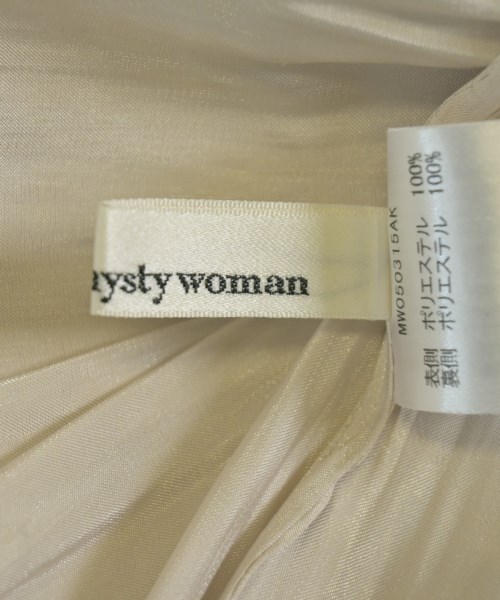 mysty woman
MW050315AK
表側 ポリエステル 100%
裏側 ポリエステル 100%